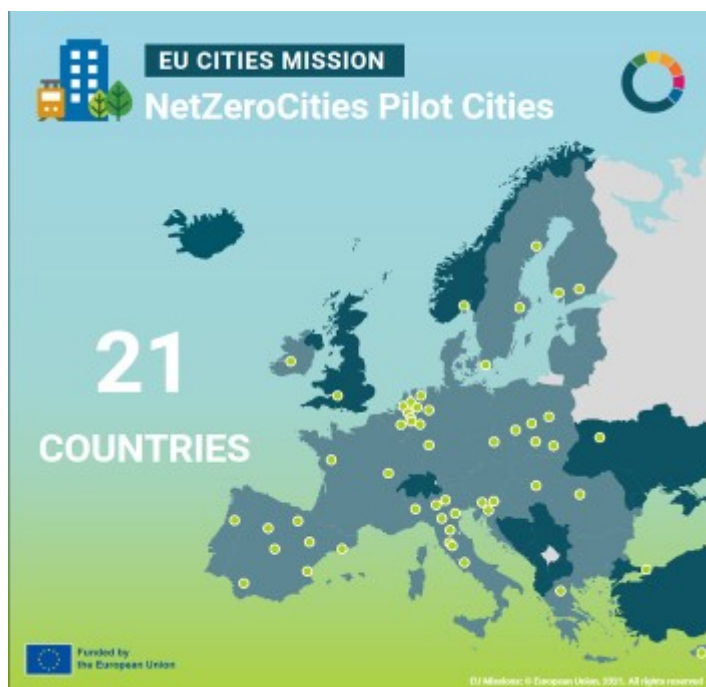 EU CITIES MISSION
NetZeroCities Pilot Cities
21
COUNTRIES
Funded by
the European Union
EU Missions: © European Union, 2021. All rights reserved